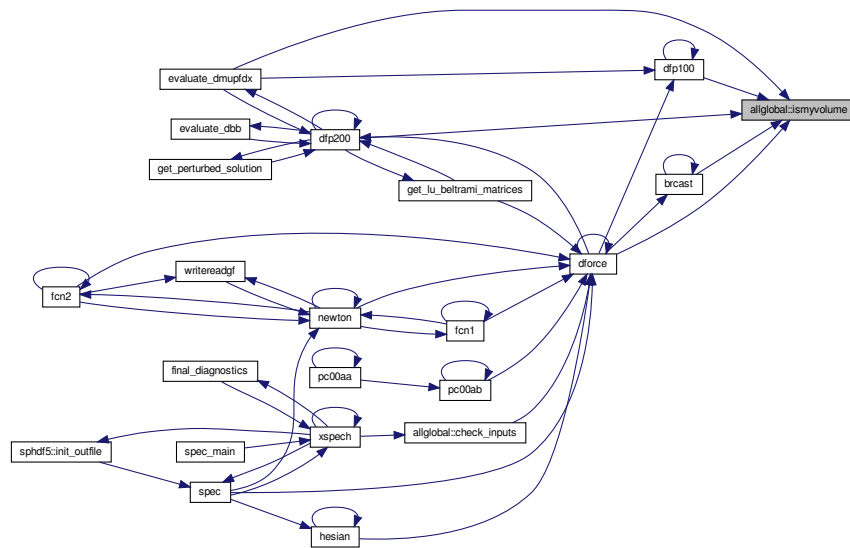 evaluate_dmupfdx
dfp100
allglobal::ismyvolume
evaluate_dbb
dfp200
get_perturbed_solution
get_lu_beltrami_matrices
brcast
dforce
writereadgf
fcn2
newton
fcn1
final_diagnostics
pc00aa
pc00ab
xspech
allglobal::check_inputs
sphdf5::init_outfile
spec_main
spec
hesian